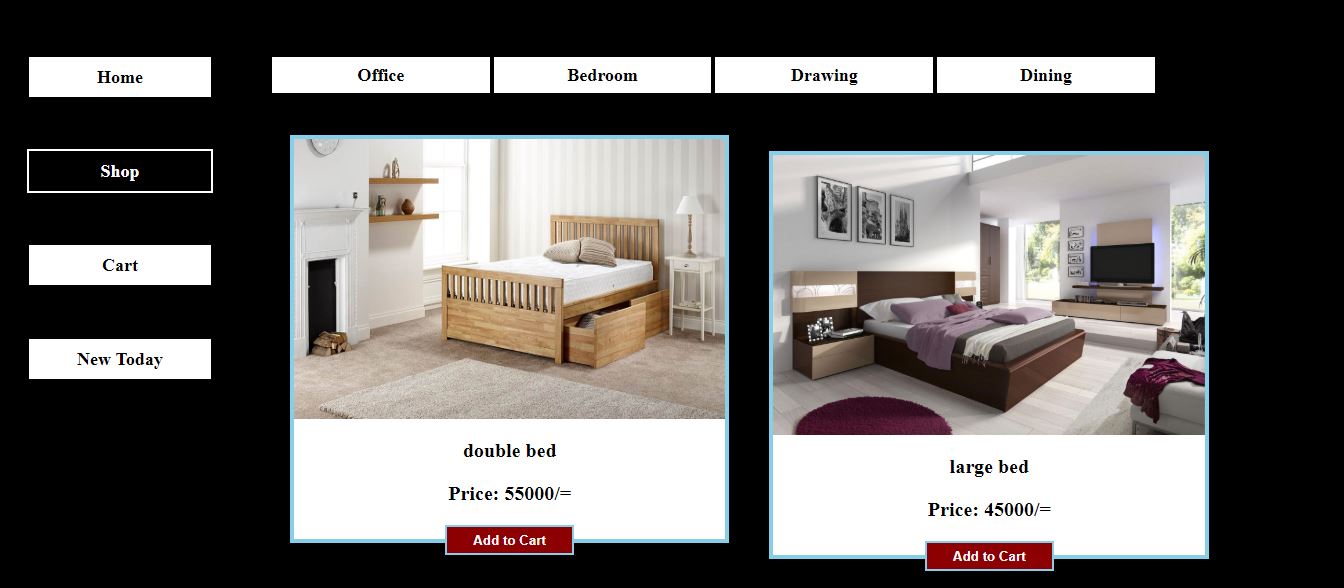 Home
Office
Bedroom
Drawing
Dining
Shop
Cart
New Today
double bed
Price: 55000/=
Add to Cart
large bed
Price: 45000/=
Add to Cart